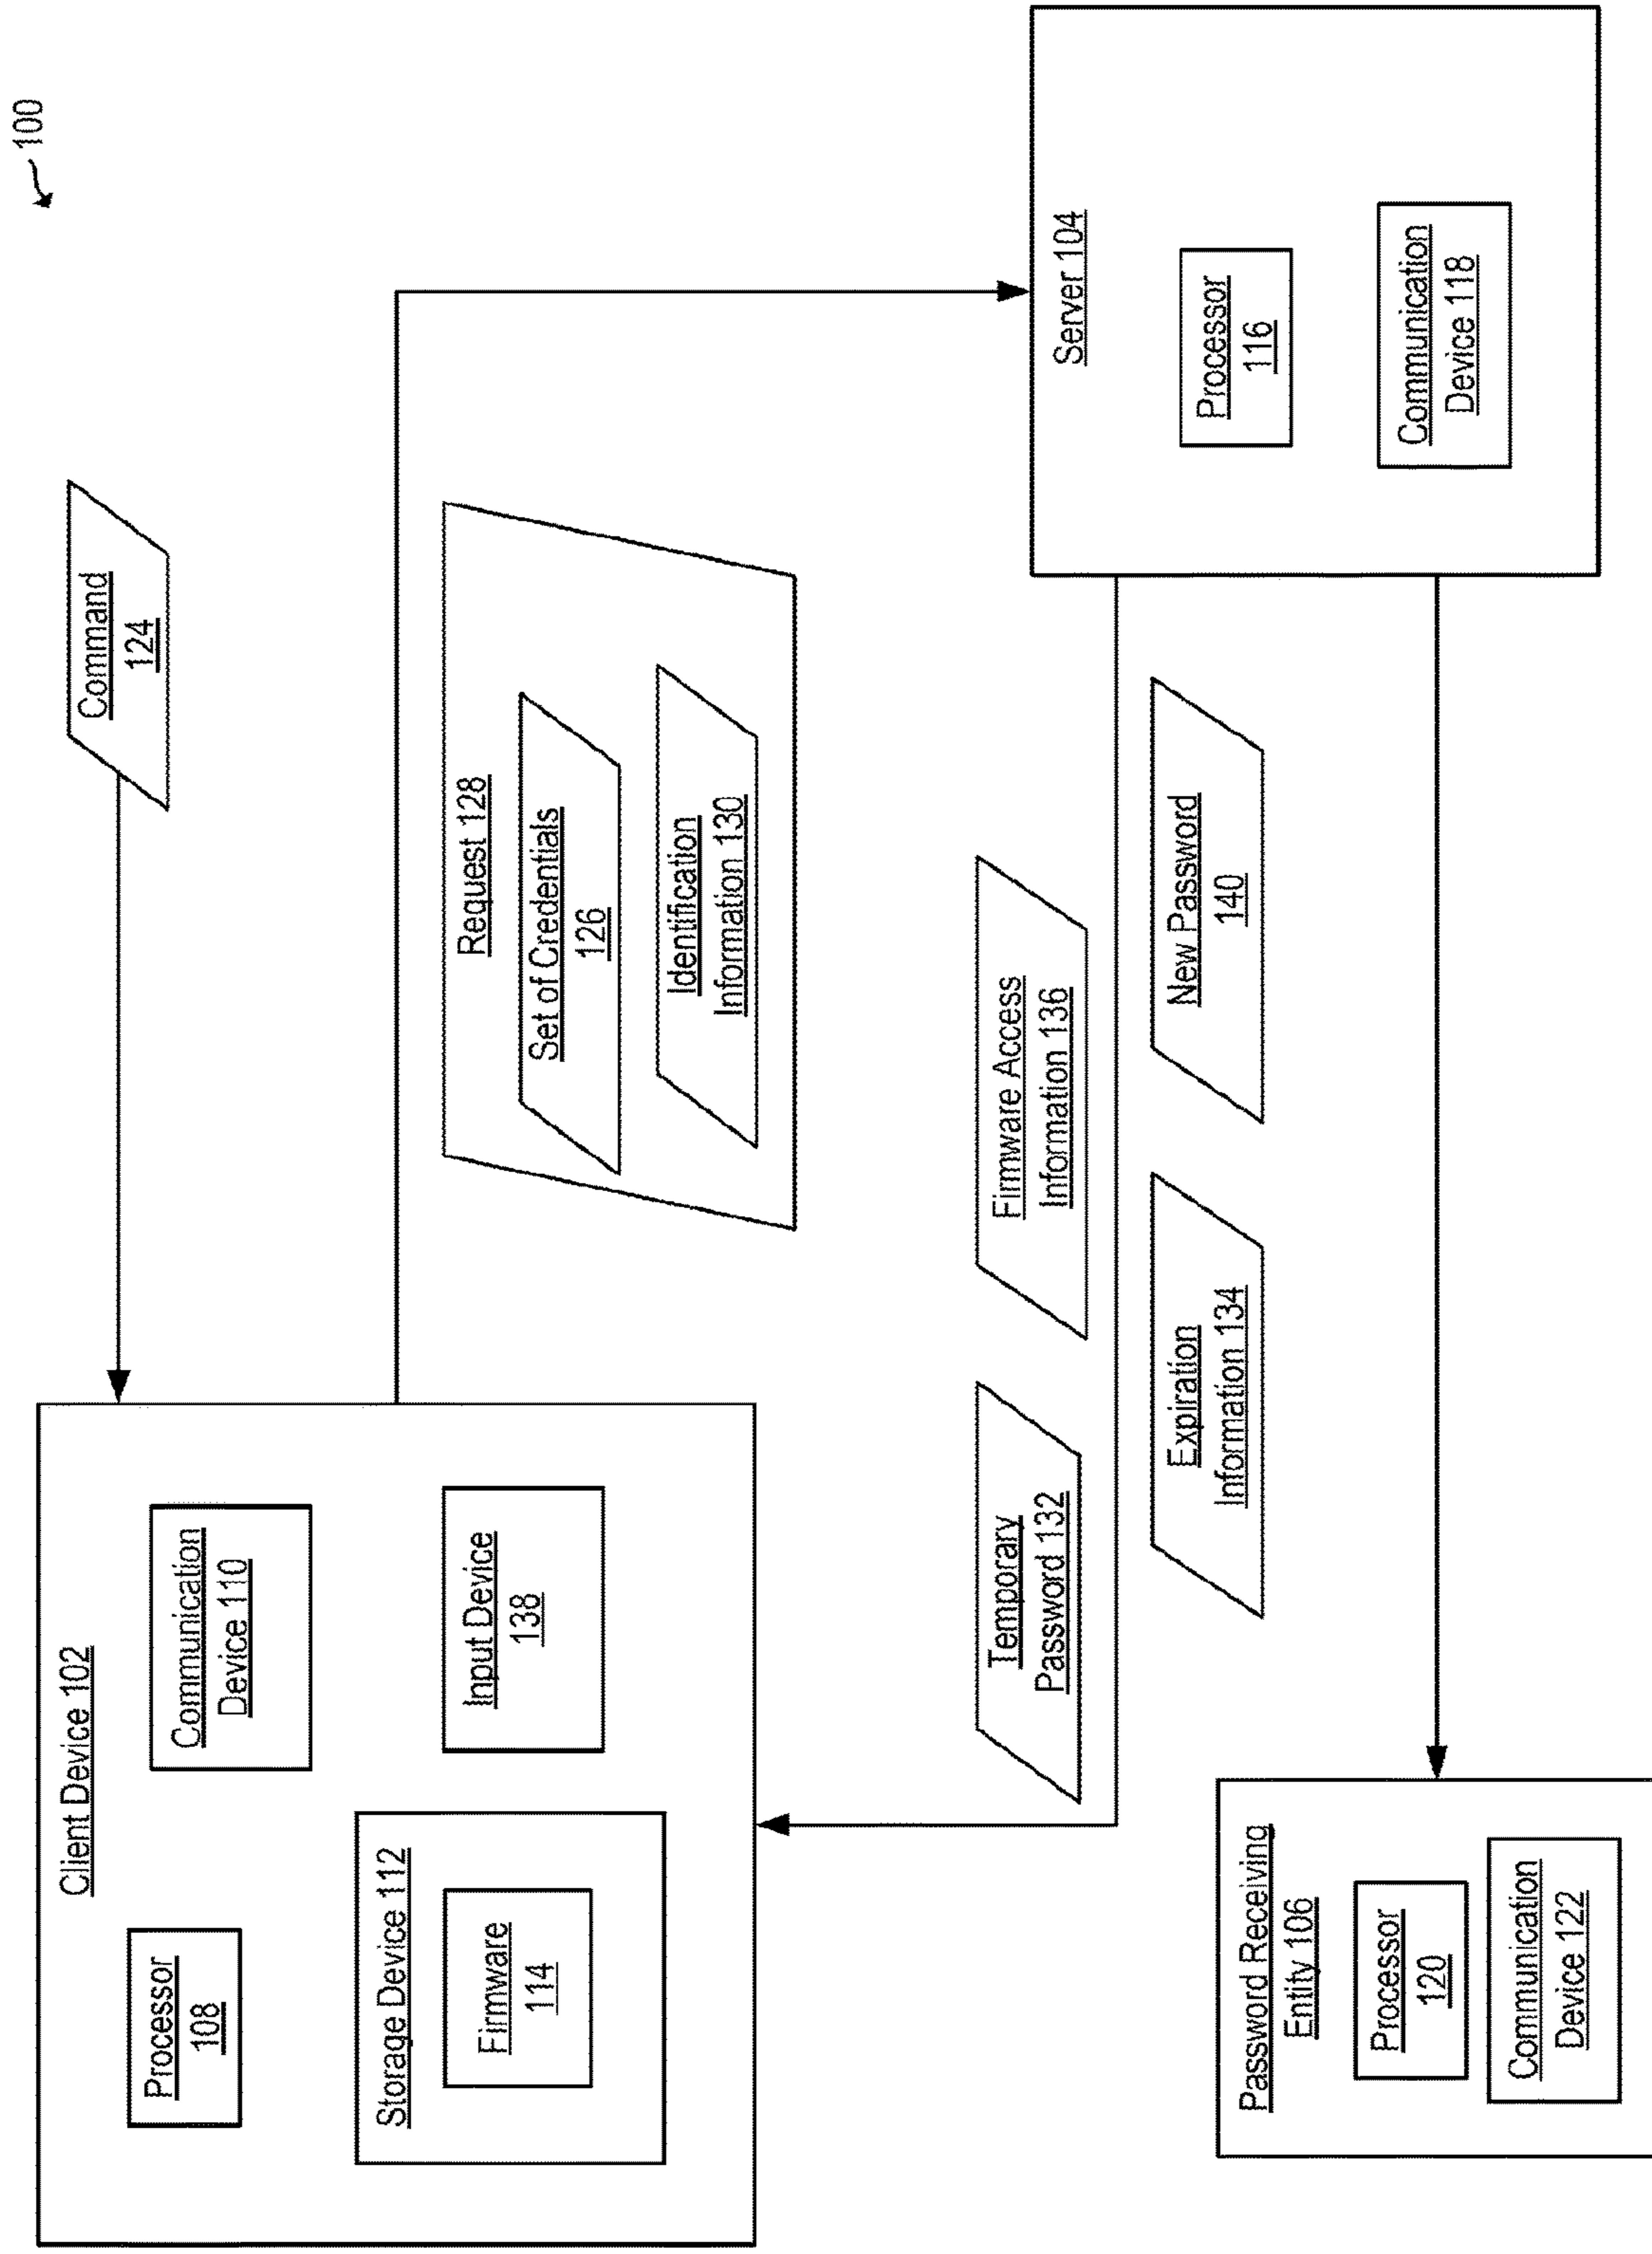 100
Command
124
Client Device 102
Processor
108
Communication
Device 110
Storage Device 112
Firmware
114
Input Device
138
Request 128
Set of Credentials
126
Identification
Information 130
Server 104
Processor
116
Communication
Device 118
Temporary
Password 132
Firmware Access
Information 136
Expiration
Information 134
New Password
140
Password Receiving
Entity 106
Processor
120
Communication
Device 122